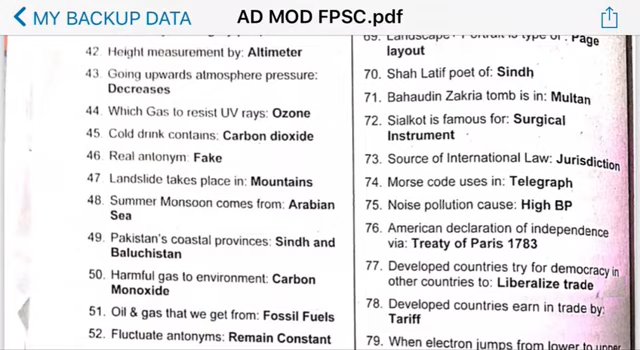 MY BACKUP DATA
AD MOD FPSC.pdf
42. Height measurement by: Altimeter
43. Going upwards atmosphere pressure:
Decreases
44. Which Gas to resist UV rays: Ozone
45. Cold drink contains: Carbon dioxide
46. Real antonym: Fake
47 Landslide takes place in: Mountains
48. Summer Monsoon comes from: Arabian
Sea
49. Pakistan's coastal provinces: Sindh and
Baluchistan
50. Harmful gas to environment: Carbon
Monoxide
51. Oil & gas that we get from: Fossil Fuels
52. Fluctuate antonyms: Remain Constant
69. Landscape / Portrait is type of : Page
layout
70. Shah Latif poet of: Sindh
71. Bahaudin Zakria tomb is in: Multan
72. Sialkot is famous for: Surgical
Instrument
73. Source of International Law: Jurisdiction
74. Morse code uses in: Telegraph
75. Noise pollution cause: High BP
76. American declaration of independence
via: Treaty of Paris 1783
77. Developed countries try for democracy in
other countries to: Liberalize trade
78. Developed countries earn in trade by:
Tariff
79. When electron jumps from lower to upper